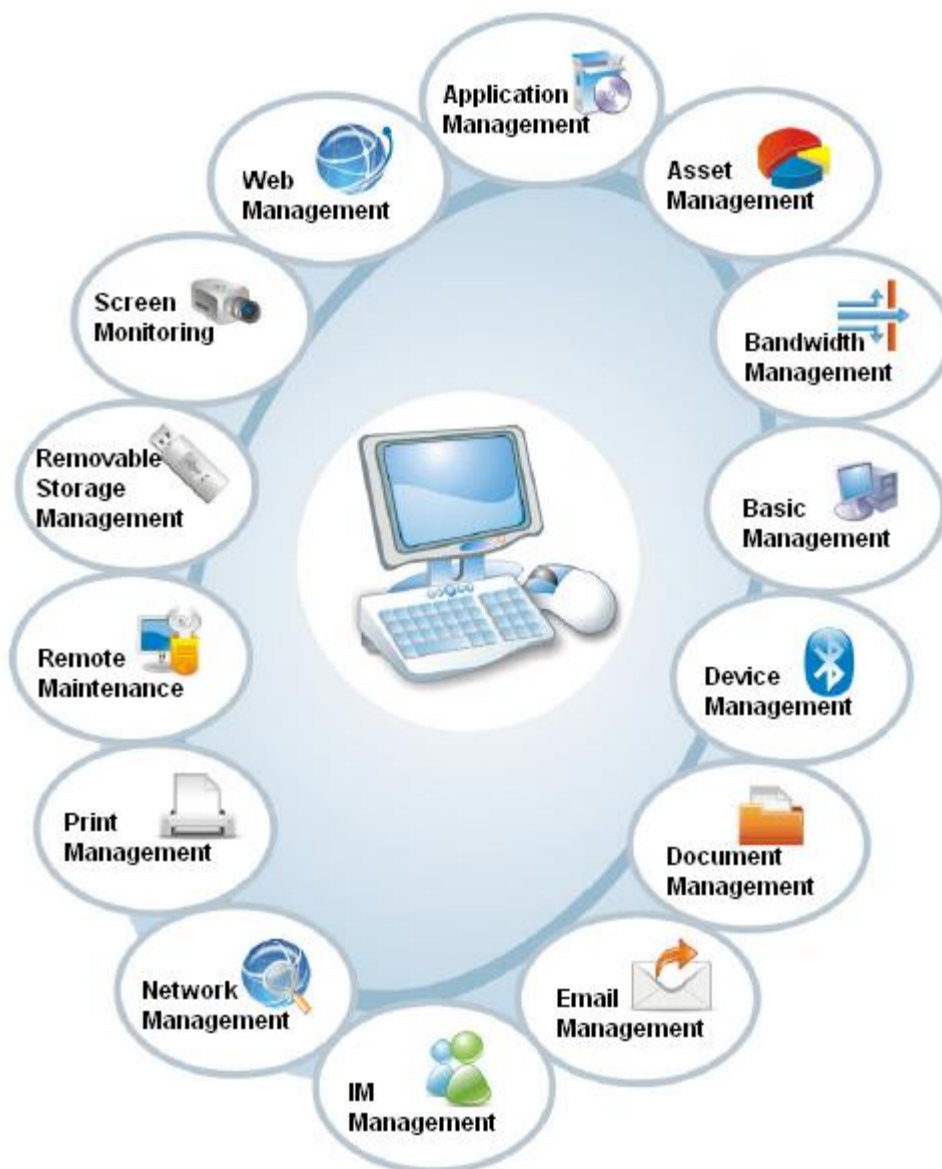 Application
Management
Asset
Management
Bandwidth
Management
Basic
Management
Device
Management
Document
Management
Email
Management
IM
Management
Network
Management
Print
Management
Remote
Maintenance
Removable
Storage
Management
Screen
Monitoring
Web
Management